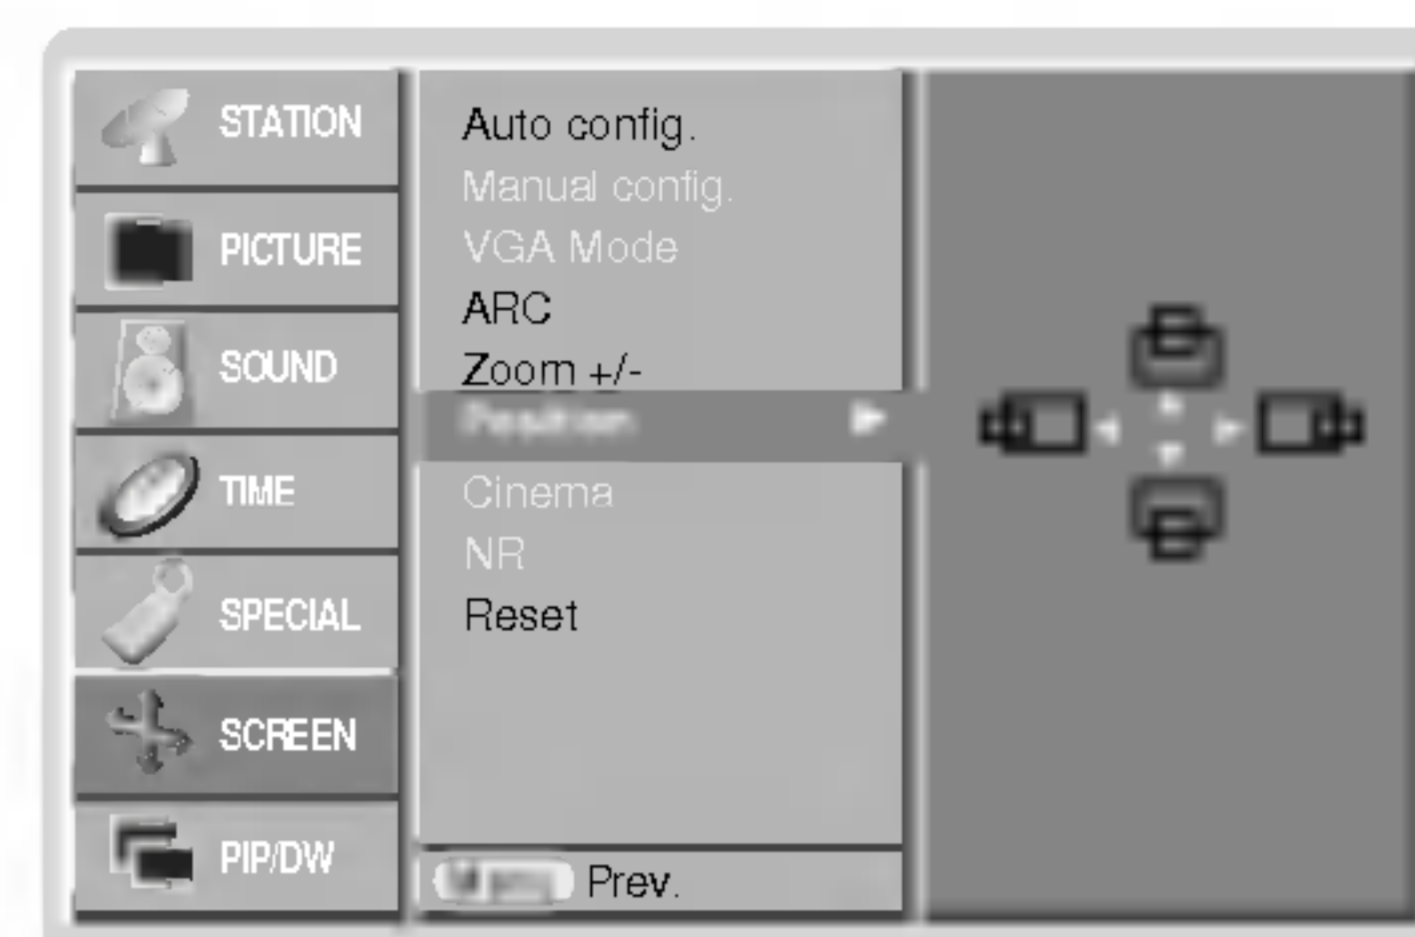 STATION
PICTURE
SOUND
TIME
SPECIAL
SCREEN
PIP/DW
Auto config.
Manual config.
VGA Mode
ARC
Zoom +/-
Position
Cinema
NR
Reset
Prev.